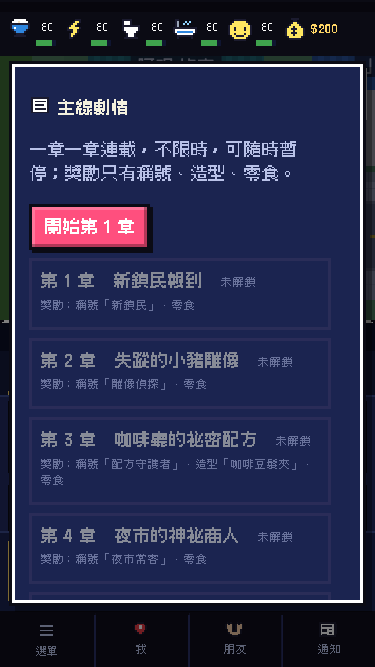 80 80 80 80 80 $200
主線劇情
一章一章連載，不限時，可隨時暫
停；獎勵只有稱號、造型、零食。
開始第 1 章
第 1 章 新鎮民報到 未解鎖
獎勵：稱號「新鎮民」·零食
第 2 章 失蹤的小豬雕像 未解鎖
獎勵：稱號「雕像偵探」·零食
第 3 章 咖啡廳的祕密配方 未解鎖
獎勵：稱號「配方守護者」·造型「咖啡豆髮夾」·
零食
第 4 章 夜市的神祕商人 未解鎖
獎勵：稱號「夜市常客」·零食
選單 我 朋友 通知